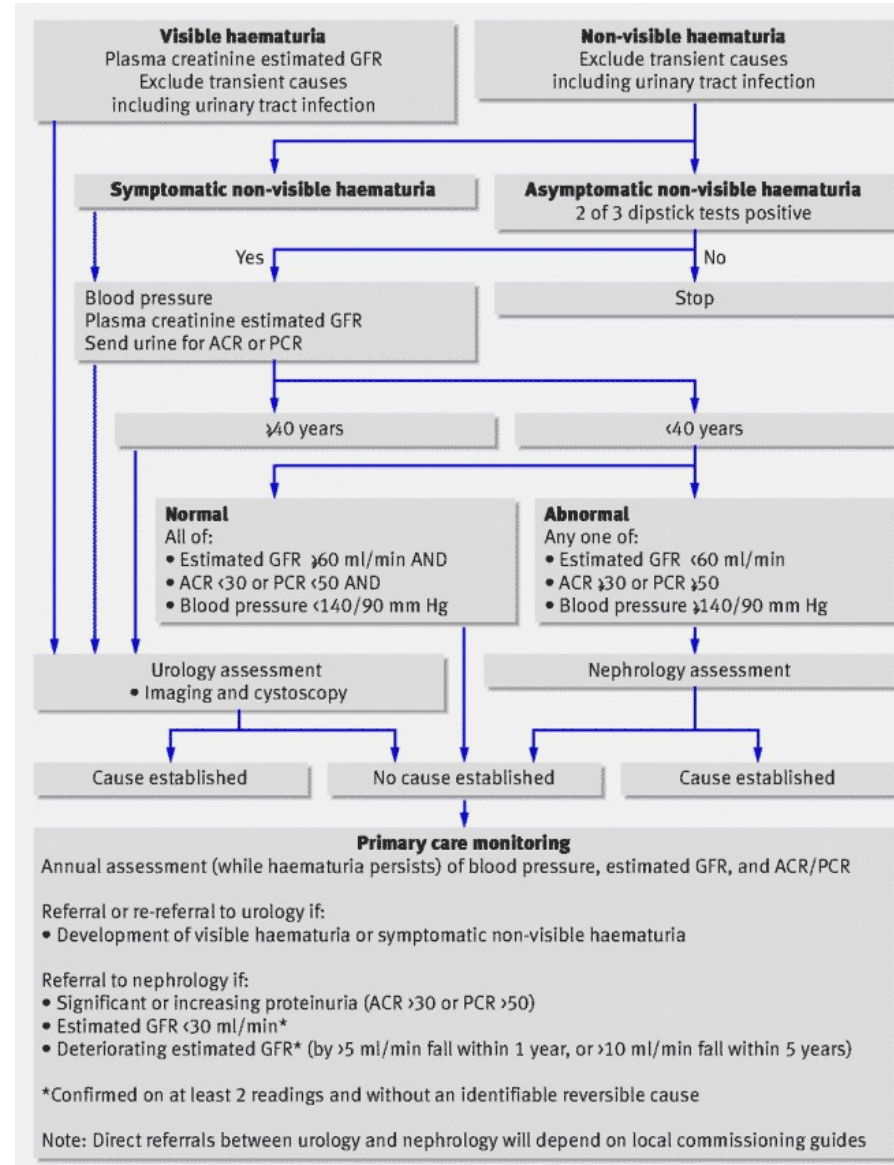 Visible haematuria
Plasma creatinine estimated GFR
Exclude transient causes
including urinary tract infection
Non-visible haematuria
Exclude transient causes
including urinary tract infection
Symptomatic non-visible haematuria
Asymptomatic non-visible haematuria
2 of 3 dipstick tests positive
Yes
No
Blood pressure
Plasma creatinine estimated GFR
Send urine for ACR or PCR
Stop
≥40 years
<40 years
Normal
All of:
• Estimated GFR ≥60 ml/min AND
• ACR <30 or PCR <50 AND
• Blood pressure <140/90 mm Hg
Abnormal
Any one of:
• Estimated GFR <60 ml/min
• ACR ≥30 or PCR ≥50
• Blood pressure ≥140/90 mm Hg
Urology assessment
• Imaging and cystoscopy
Nephrology assessment
Cause established
No cause established
Cause established
Primary care monitoring
Annual assessment (while haematuria persists) of blood pressure, estimated GFR, and ACR/PCR
Referral or re-referral to urology if:
• Development of visible haematuria or symptomatic non-visible haematuria
Referral to nephrology if:
• Significant or increasing proteinuria (ACR >30 or PCR >50)
• Estimated GFR <30 ml/min*
• Deteriorating estimated GFR* (by >5 ml/min fall within 1 year, or >10 ml/min fall within 5 years)
*Confirmed on at least 2 readings and without an identifiable reversible cause
Note: Direct referrals between urology and nephrology will depend on local commissioning guides